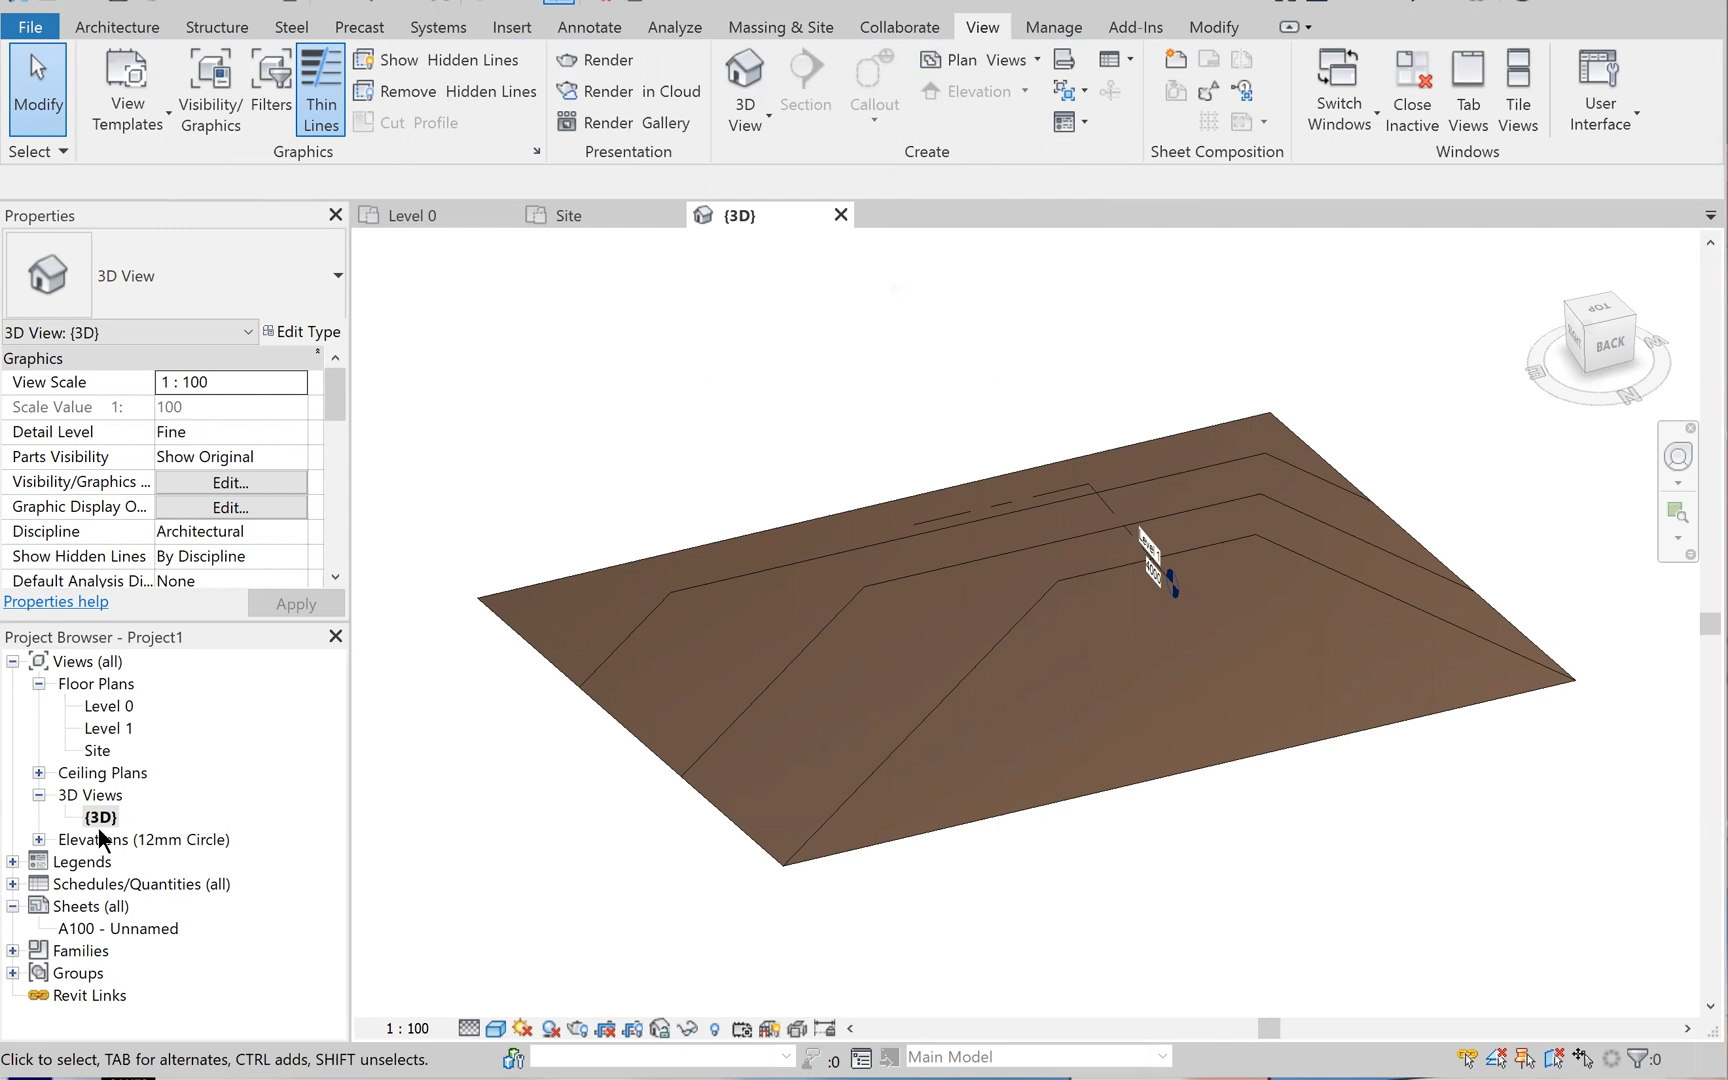 File Architecture Structure Steel Precast Systems Insert Annotate Analyze Massing & Site Collaborate View Manage Add-Ins Modify
Modify
View Templates
Visibility/ Graphics
Filters
Thin Lines
Show Hidden Lines
Remove Hidden Lines
Cut Profile
Render
Render in Cloud
Render Gallery
3D View
Section
Callout
Plan Views
Elevation
Switch Windows
Close Inactive
Tab Views
Tile Views
User Interface
Select
Graphics
Presentation
Create
Sheet Composition
Windows
Properties
Level 0
Site
{3D}
3D View
3D View: {3D}
Edit Type
Graphics
View Scale 1 : 100
Scale Value 1: 100
Detail Level Fine
Parts Visibility Show Original
Visibility/Graphics ... Edit...
Graphic Display O... Edit...
Discipline Architectural
Show Hidden Lines By Discipline
Default Analysis Di... None
Properties help
Apply
Project Browser - Project1
Views (all)
Floor Plans
Level 0
Level 1
Site
Ceiling Plans
3D Views
{3D}
Elevations (12mm Circle)
Legends
Schedules/Quantities (all)
Sheets (all)
A100 - Unnamed
Families
Groups
Revit Links
TOP
RIGHT
BACK
E
N
W
Level 1
4000
1 : 100
Click to select, TAB for alternates, CTRL adds, SHIFT unselects.
:0
Main Model
:0